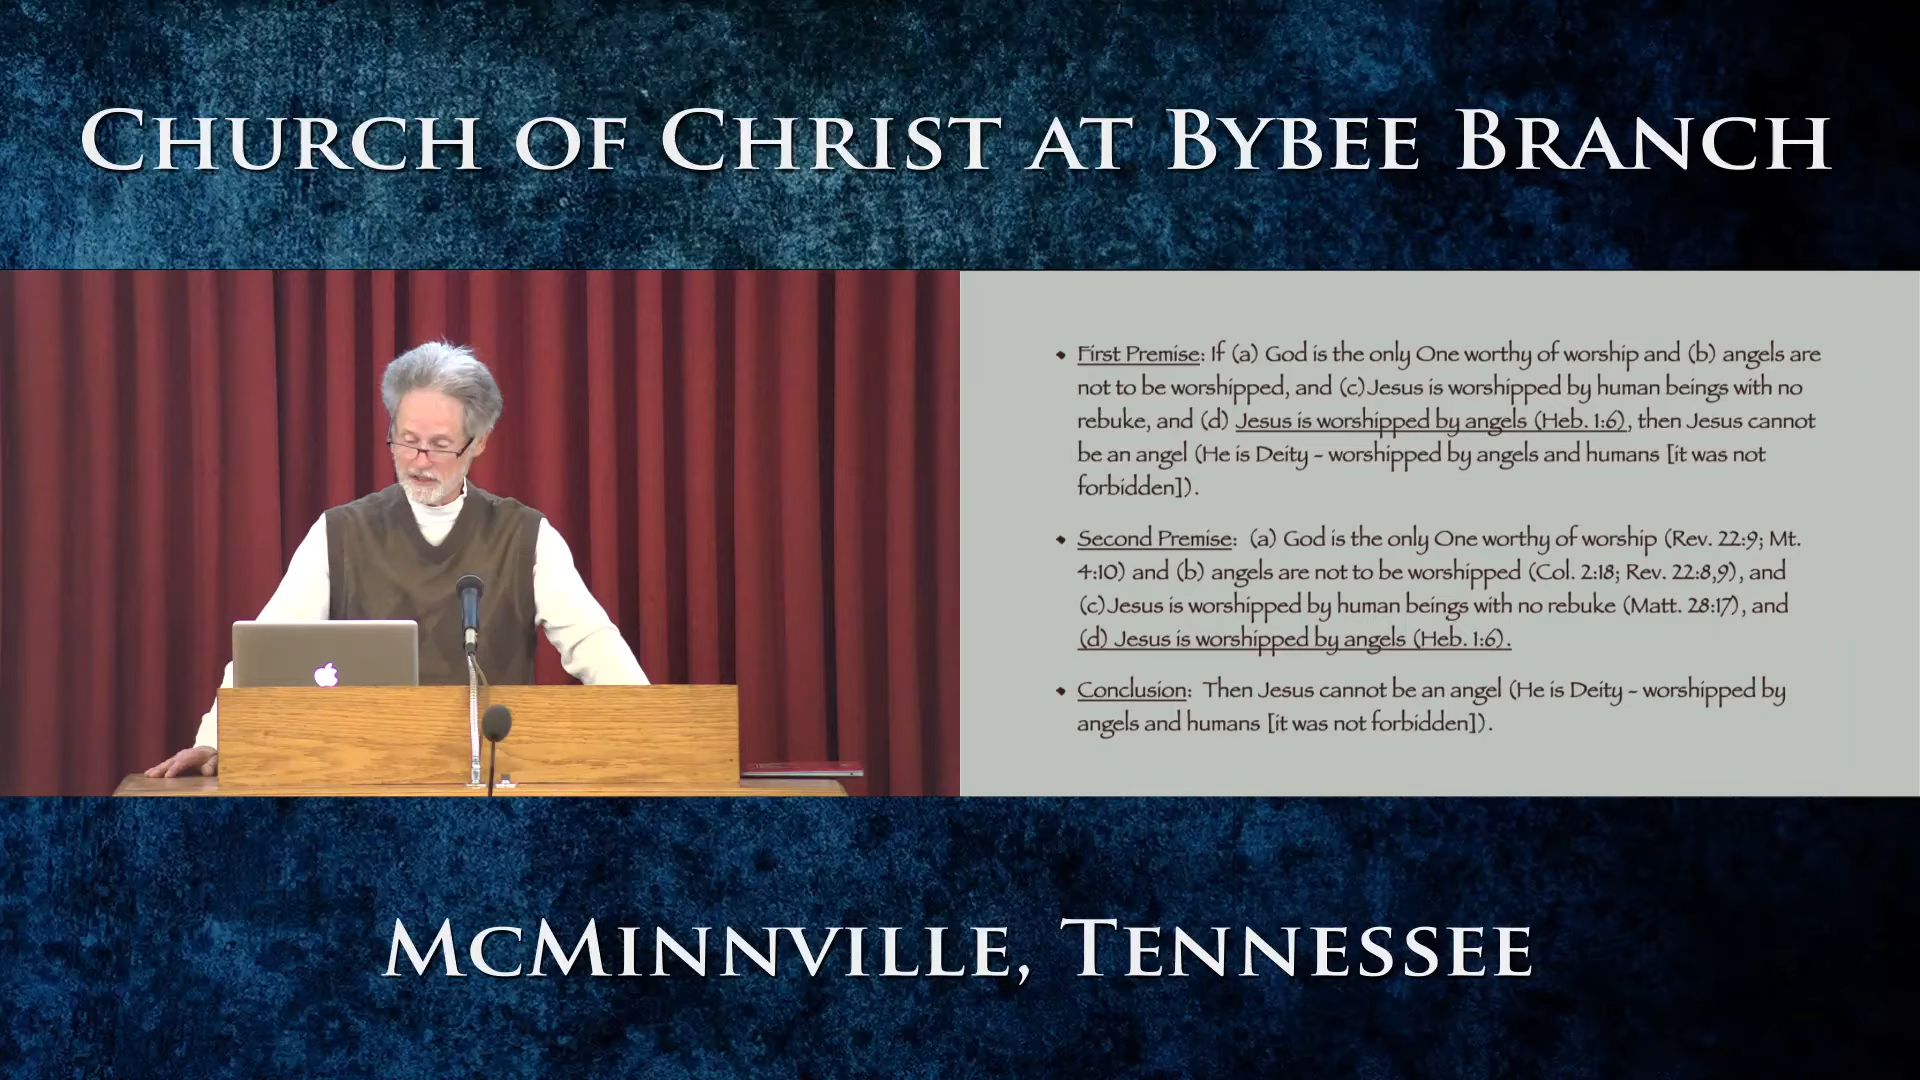 CHURCH OF CHRIST AT BYBEE BRANCH
• First Premise: If (a) God is the only One worthy of worship and (b) angels are
not to be worshipped, and (c)Jesus is worshipped by human beings with no
rebuke, and (d) Jesus is worshipped by angels (Heb. 1:6), then Jesus cannot
be an angel (He is Deity - worshipped by angels and humans [it was not
forbidden]).
• Second Premise: (a) God is the only One worthy of worship (Rev. 22:9; Mt.
4:10) and (b) angels are not to be worshipped (Col. 2:18; Rev. 22:8,9), and
(c)Jesus is worshipped by human beings with no rebuke (Matt. 28:17), and
(d) Jesus is worshipped by angels (Heb. 1:6).
• Conclusion: Then Jesus cannot be an angel (He is Deity - worshipped by
angels and humans [it was not forbidden]).
MCMINNVILLE, TENNESSEE